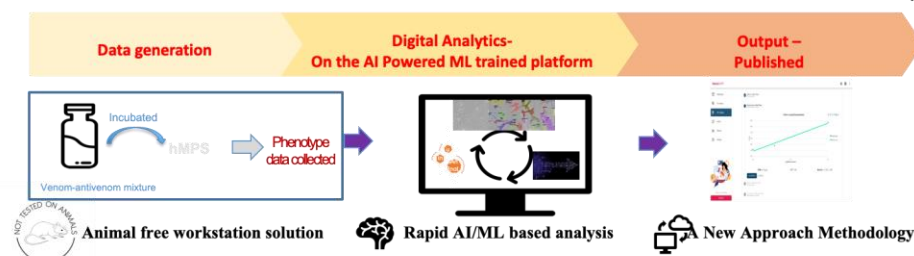 Data generation
Digital Analytics-
On the AI Powered ML trained platform
Output –
Published
Incubated
hMPS
Phenotype
data collected
Venom-antivenom mixture
NOT TESTED ON ANIMALS
Animal free workstation solution
Rapid AI/ML based analysis
A New Approach Methodology